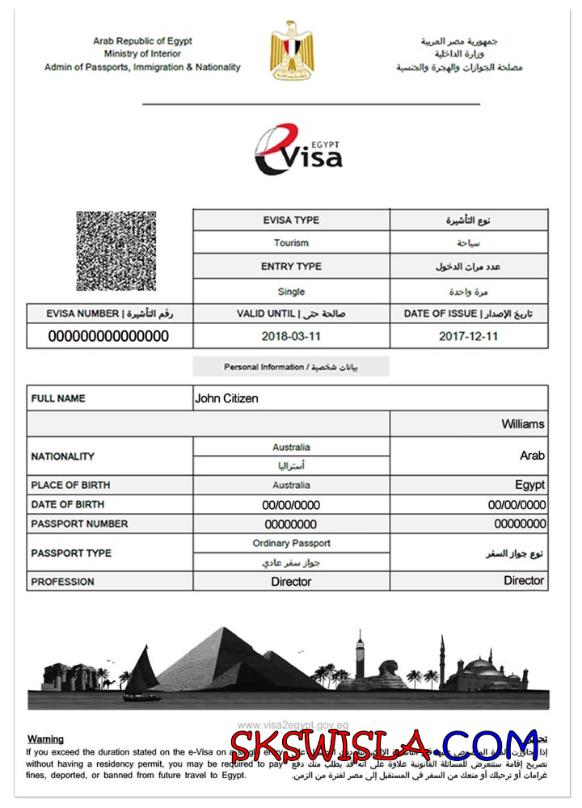 Arab Republic of Egypt
Ministry of Interior
Admin of Passports, Immigration & Nationality
جمهورية مصر العربية
وزارة الداخلية
مصلحة الجوازات والهجرة والجنسية
EGYPT
eVisa
EVISA TYPE نوع التأشيرة
Tourism سياحة
ENTRY TYPE عدد مرات الدخول
Single مرة واحدة
EVISA NUMBER | رقم التأشيرة VALID UNTIL | صالحة حتى DATE OF ISSUE | تاريخ الإصدار
000000000000000 2018-03-11 2017-12-11
Personal Information / بيانات شخصية
FULL NAME John Citizen
Williams
NATIONALITY Australia Arab
أستراليا
PLACE OF BIRTH Australia Egypt
DATE OF BIRTH 00/00/0000 00/00/0000
PASSPORT NUMBER 00000000 00000000
PASSPORT TYPE Ordinary Passport نوع جواز السفر
جواز سفر عادي
PROFESSION Director Director
www.visa2egypt.gov.eg
SKSWISLA.COM
Warning
If you exceed the duration stated on the e-Visa on a single entry
without having a residency permit, you may be required to pay
fines, deported, or banned from future travel to Egypt.
تصريح إقامة ستتعرض للمسائلة القانونية علاوة على أنه قد يطلب منك دفع
غرامات أو ترحيلك أو منعك من السفر في المستقبل إلى مصر لفترة من الزمن.